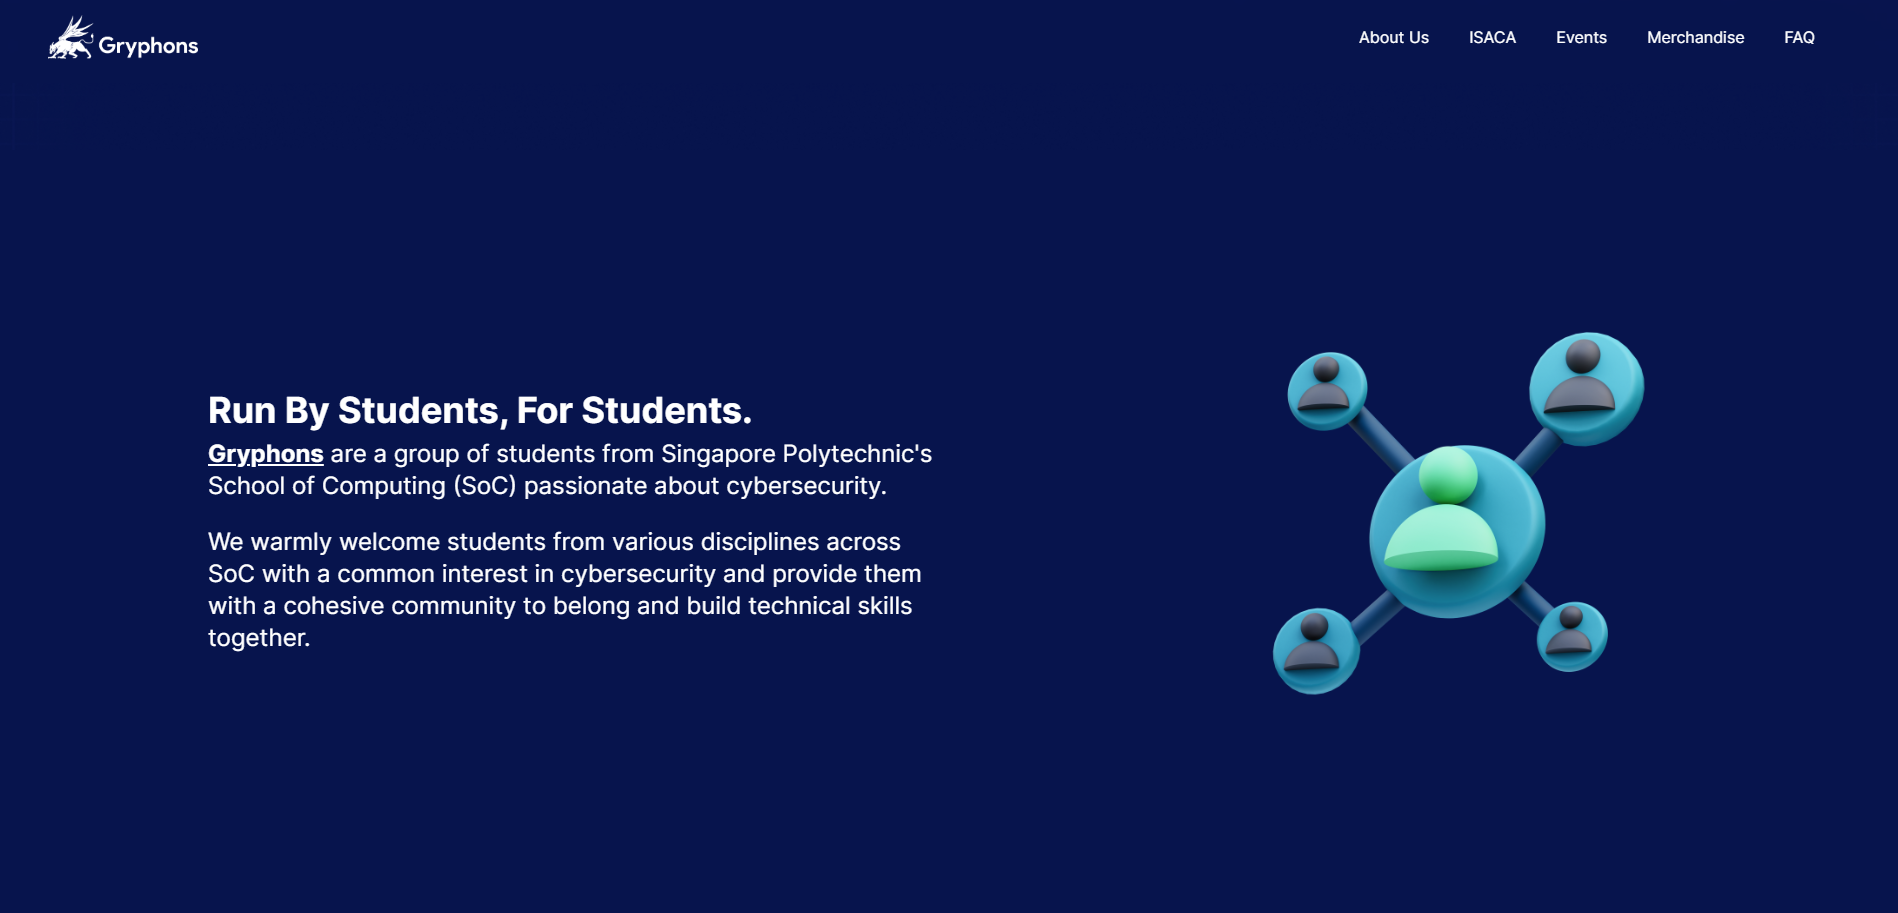 Gryphons
About Us
ISACA
Events
Merchandise
FAQ
Run By Students, For Students.
Gryphons are a group of students from Singapore Polytechnic's
School of Computing (SoC) passionate about cybersecurity.
We warmly welcome students from various disciplines across
SoC with a common interest in cybersecurity and provide them
with a cohesive community to belong and build technical skills
together.